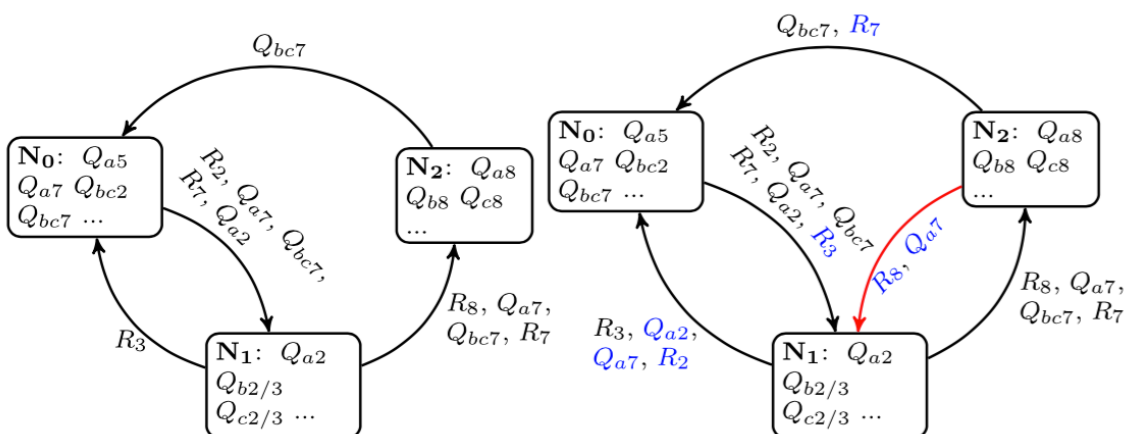 Q_{bc7}
N_0: Q_{a5}
Q_{a7} Q_{bc2}
Q_{bc7} ...
R_2, Q_{a7}, Q_{bc7},
R_7, Q_{a2}
N_2: Q_{a8}
Q_{b8} Q_{c8}
...
R_3
R_8, Q_{a7},
Q_{bc7}, R_7
N_1: Q_{a2}
Q_{b2/3}
Q_{c2/3} ...
Q_{bc7}, R_7
N_0: Q_{a5}
Q_{a7} Q_{bc2}
Q_{bc7} ...
R_2, Q_{a7}, Q_{bc7}
R_7, Q_{a2}, R_3
N_2: Q_{a8}
Q_{b8} Q_{c8}
...
R_8, Q_{a7}
R_3, Q_{a2},
Q_{a7}, R_2
R_8, Q_{a7},
Q_{bc7}, R_7
N_1: Q_{a2}
Q_{b2/3}
Q_{c2/3} ...